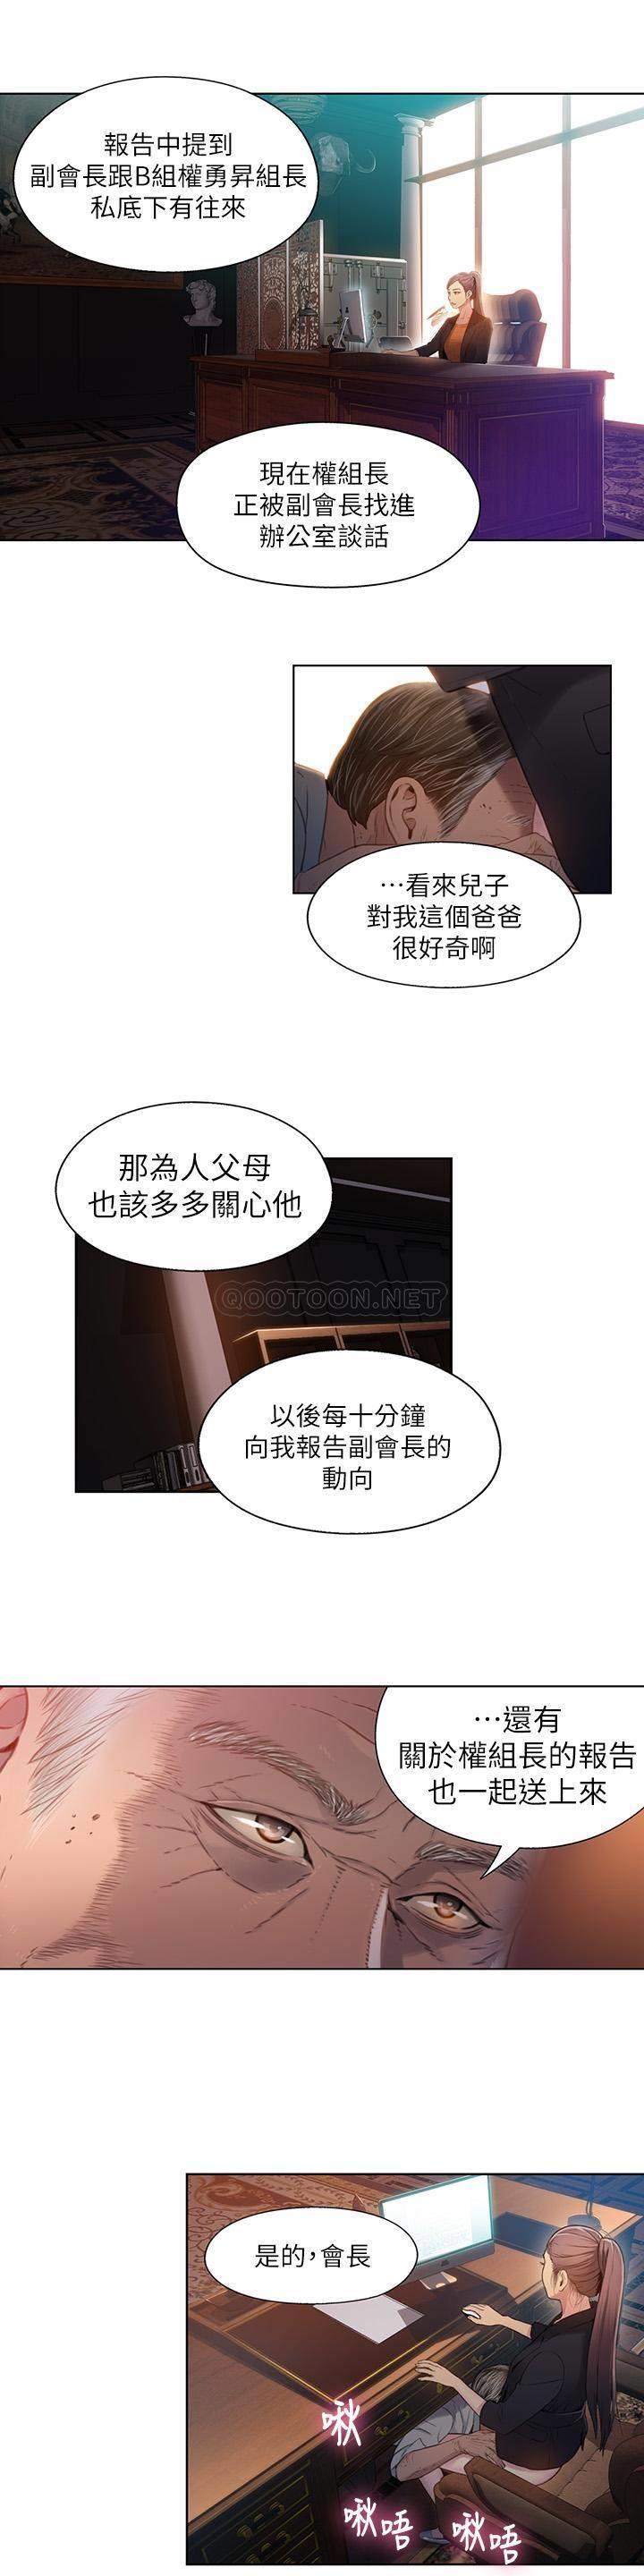 報告中提到
副會長跟B組權勇昇組長
私底下有往來
現在權組長
正被副會長找進
辦公室談話
…看來兒子
對我這個爸爸
很好奇啊
那為人父母
也該多多關心他
QOOTOON.NET
以後每十分鐘
向我報告副會長的
動向
…還有
關於權組長的報告
也一起送上來
是的,會長
啾
啾唔
啾唔